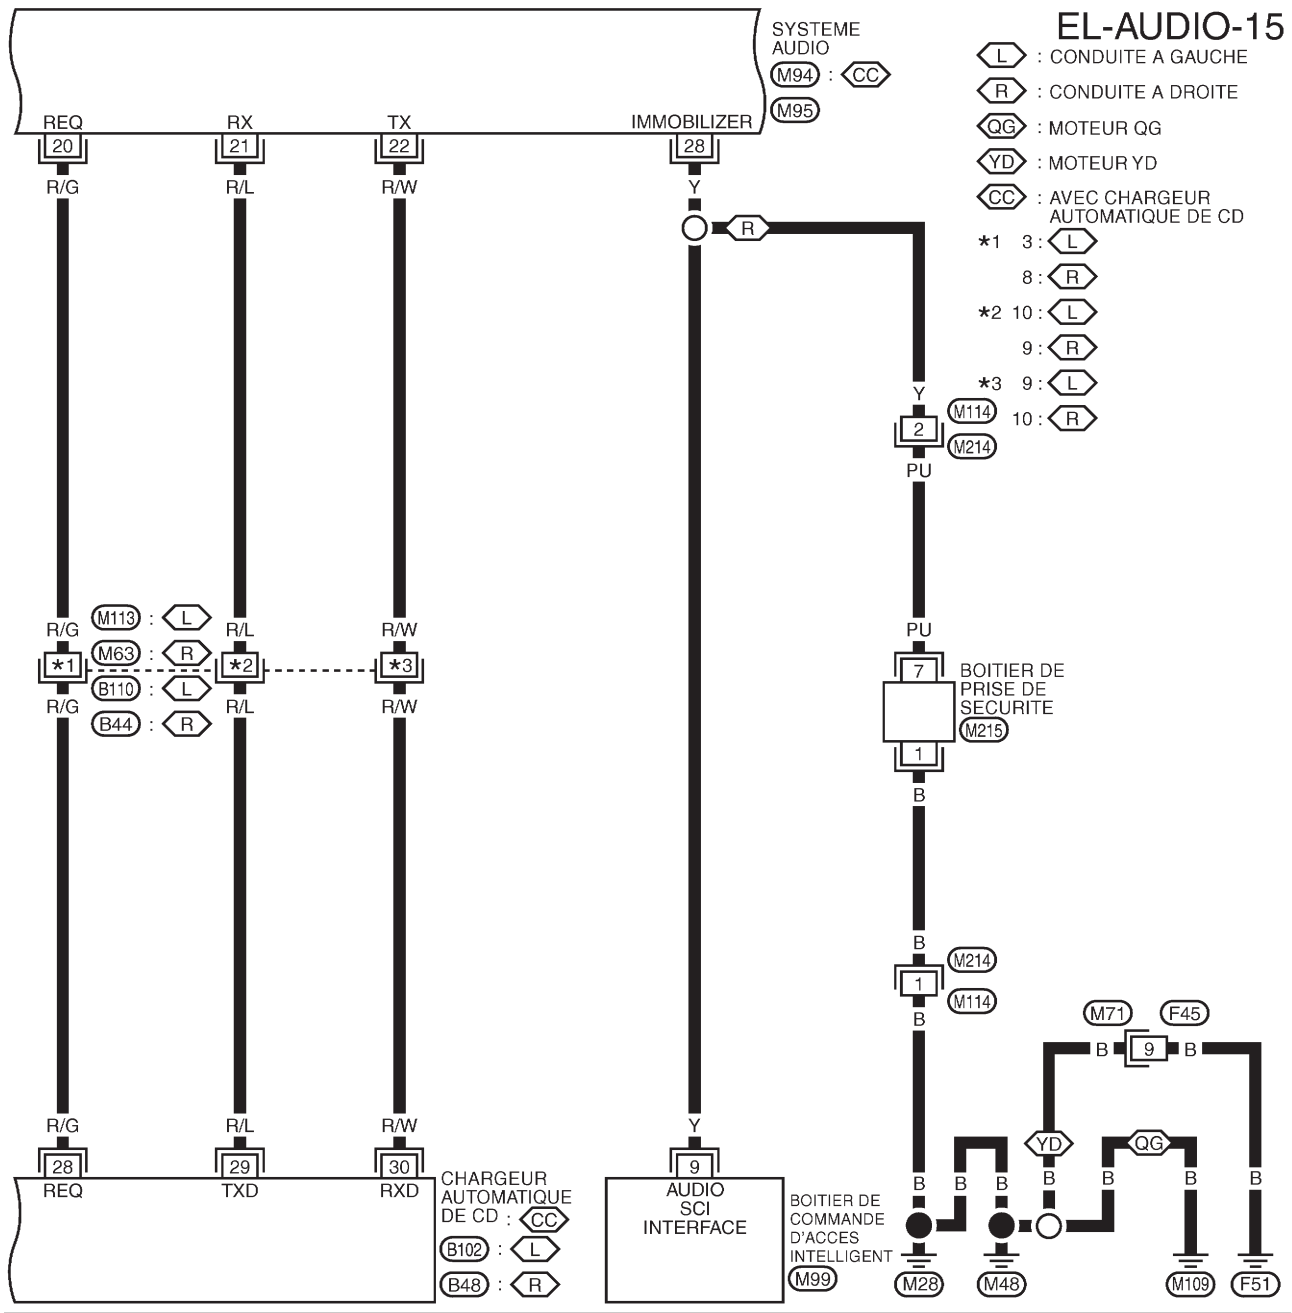 EL-AUDIO-15
SYSTEME
AUDIO
M94 : CC
M95
L : CONDUITE A GAUCHE
R : CONDUITE A DROITE
QG : MOTEUR QG
YD : MOTEUR YD
CC : AVEC CHARGEUR
AUTOMATIQUE DE CD
*1 3 : L
8 : R
*2 10 : L
9 : R
*3 9 : L
10 : R
REQ RX TX IMMOBILIZER
20 21 22 28
R/G R/L R/W Y
R
Y
M114
2
M214
PU
PU
M113 : L
R/G R/L R/W
M63 : R
*1 *2 *3
B110 : L
R/G R/L R/W
B44 : R
7
BOITIER DE
PRISE DE
SECURITE
M215
1
B
B
M214
1
M114
B
M71 F45
B 9 B
R/G R/L R/W Y
YD QG
28 29 30 9
REQ TXD RXD
CHARGEUR
AUTOMATIQUE
DE CD : CC
B102 : L
B48 : R
AUDIO
SCI
INTERFACE
BOITIER DE
COMMANDE
D'ACCES
INTELLIGENT
M99
B B B B B B B
M28 M48 M109 F51